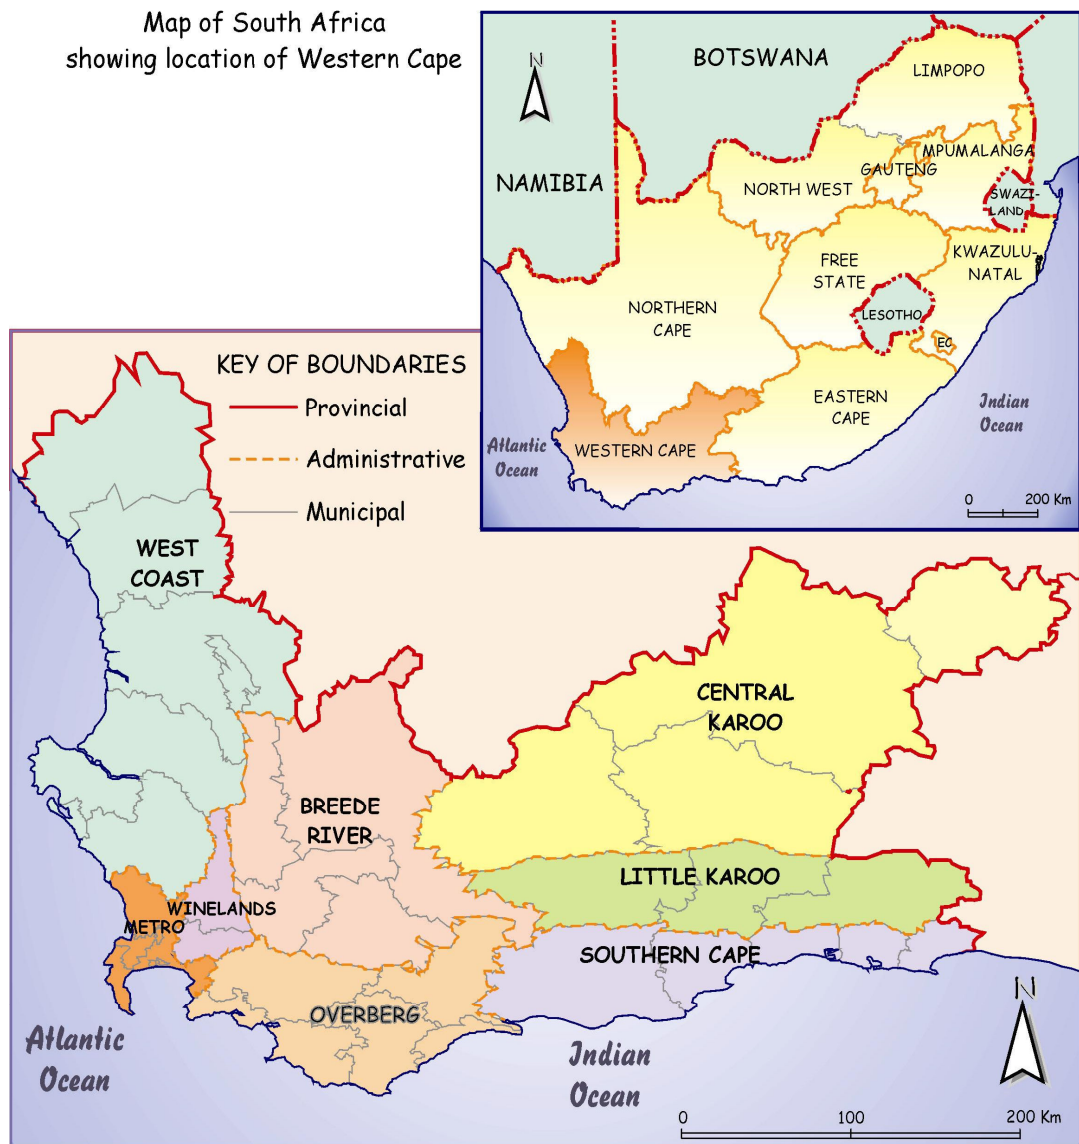 Map of South Africa
showing location of Western Cape
N
BOTSWANA
LIMPOPO
NAMIBIA
NORTH WEST
GAUTENG
MPUMALANGA
SWAZI-
LAND
FREE
STATE
KWAZULU-
NATAL
NORTHERN
CAPE
LESOTHO
EC
EASTERN
CAPE
WESTERN CAPE
Atlantic
Ocean
Indian
Ocean
0 200 Km
KEY OF BOUNDARIES
Provincial
Administrative
Municipal
WEST
COAST
CENTRAL
KAROO
BREEDE
RIVER
LITTLE KAROO
WINELANDS
METRO
SOUTHERN CAPE
OVERBERG
Atlantic
Ocean
Indian
Ocean
N
0 100 200 Km